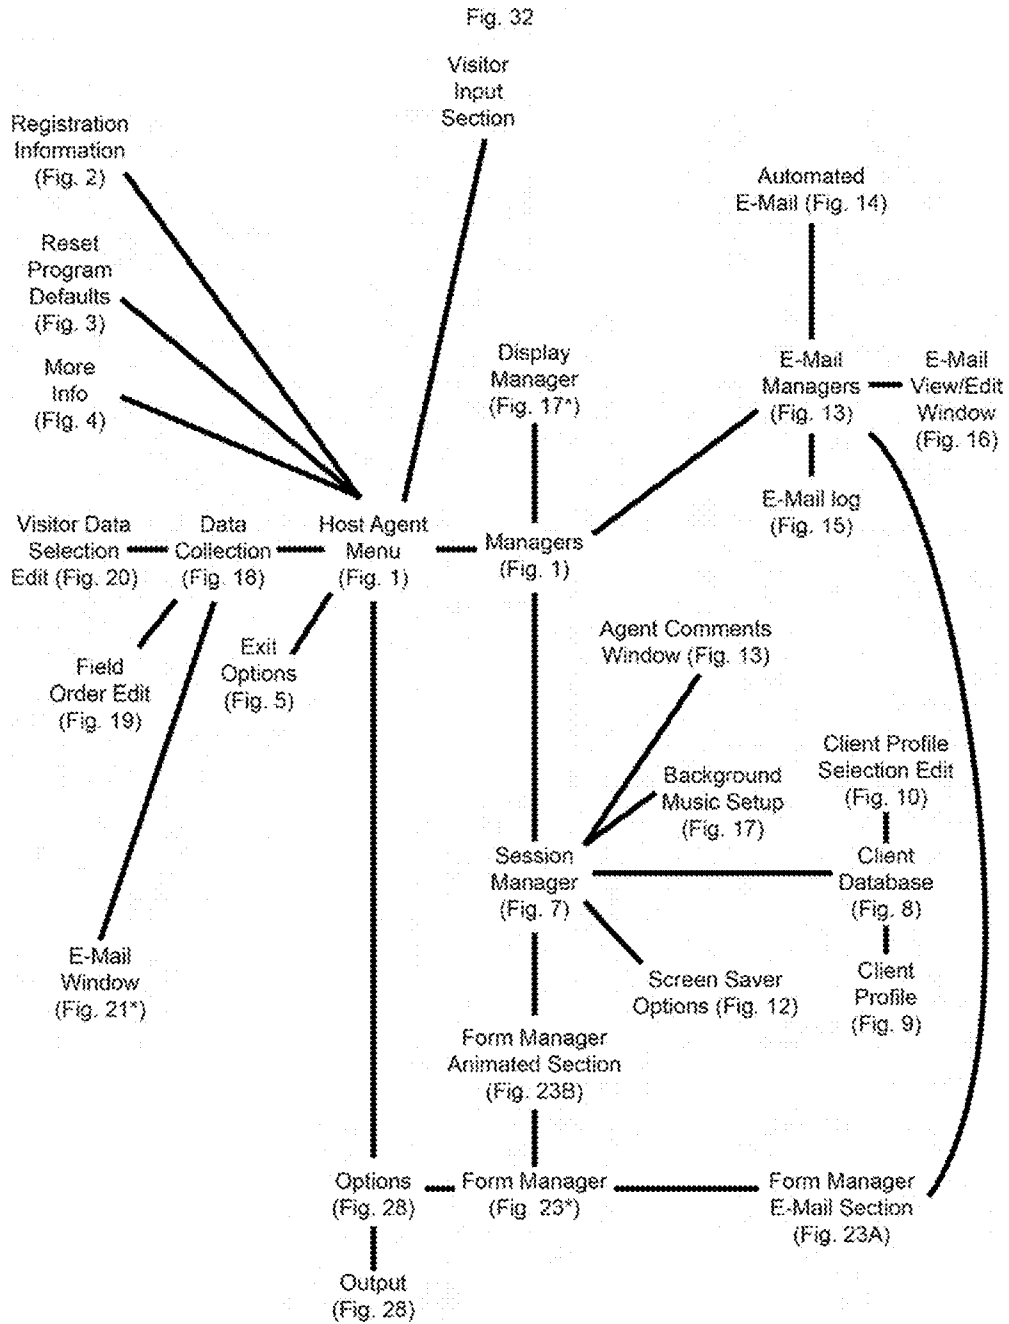 Fig. 32
Visitor
Input
Section
Registration
Information
(Fig. 2)
Automated
E-Mail (Fig. 14)
Reset
Program
Defaults
(Fig. 3)
More
Info
(FIg. 4)
Display
Manager
(Fig. 17*)
E-Mail
Managers
(Fig. 13)
E-Mail
View/Edit
Window
(Fig. 16)
E-Mail log
(Fig. 15)
Visitor Data
Selection
Edit (Fig. 20)
Data
Collection
(Fig. 18)
Host Agent
Menu
(Fig. 1)
Managers
(Fig. 1)
Field
Order Edit
(Fig. 19)
Exit
Options
(Fig. 5)
Agent Comments
Window (Fig. 13)
Background
Music Setup
(Fig. 17)
Client Profile
Selection Edit
(Fig. 10)
Session
Manager
(Fig. 7)
Client
Database
(Fig. 8)
E-Mail
Window
(Fig. 21*)
Screen Saver
Options (Fig. 12)
Client
Profile
(Fig. 9)
Form Manager
Animated Section
(Fig. 23B)
Options
(Fig. 28)
Form Manager
(Fig 23*)
Form Manager
E-Mail Section
(Fig. 23A)
Output
(Fig. 28)